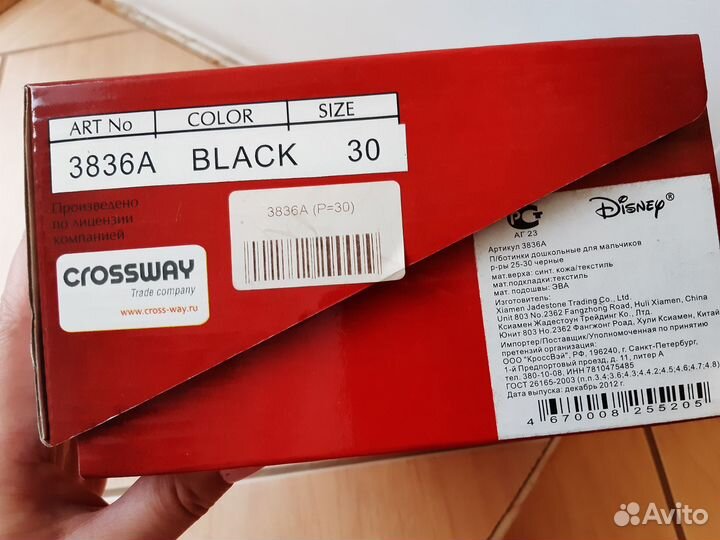 ART No COLOR SIZE
3836A BLACK 30
Произведено
по лицензии
компанией
crossway
Trade company
www.cross-way.ru
3836A (P=30)
АГ 23
Disney®
Артикул 3836A
П/ботинки дошкольные для мальчиков
р-ры 25-30 черные
мат.верха: синт. кожа/текстиль
мат.подкладки:текстиль
мат. подошвы: ЭВА
Изготовитель:
Xiamen Jadestone Trading Co., Ltd.
Unit 803 No.2362 Fangzhong Road, Huli Xiamen, China
Ксиамен Жадестоун Трейдинг Ко., Лтд.
Юнит 803 Но.2362 Фангжонг Роад, Хули Ксиамен, Китай
Импортер/Поставщик/Уполномоченная по принятию
претензий организация:
ООО "КроссВэй", РФ, 196240, г. Санкт-Петербург,
1-й Предпортовый проезд, д. 11, литер А
тел. 380-10-08, ИНН 7810475485
ГОСТ 26165-2003 (п.п.3.4;3.6;4.3;4.4.2;4.5;4.6;4.7;4.8)
Дата выпуска: декабрь 2012 г.
4 670008 255205
Avito